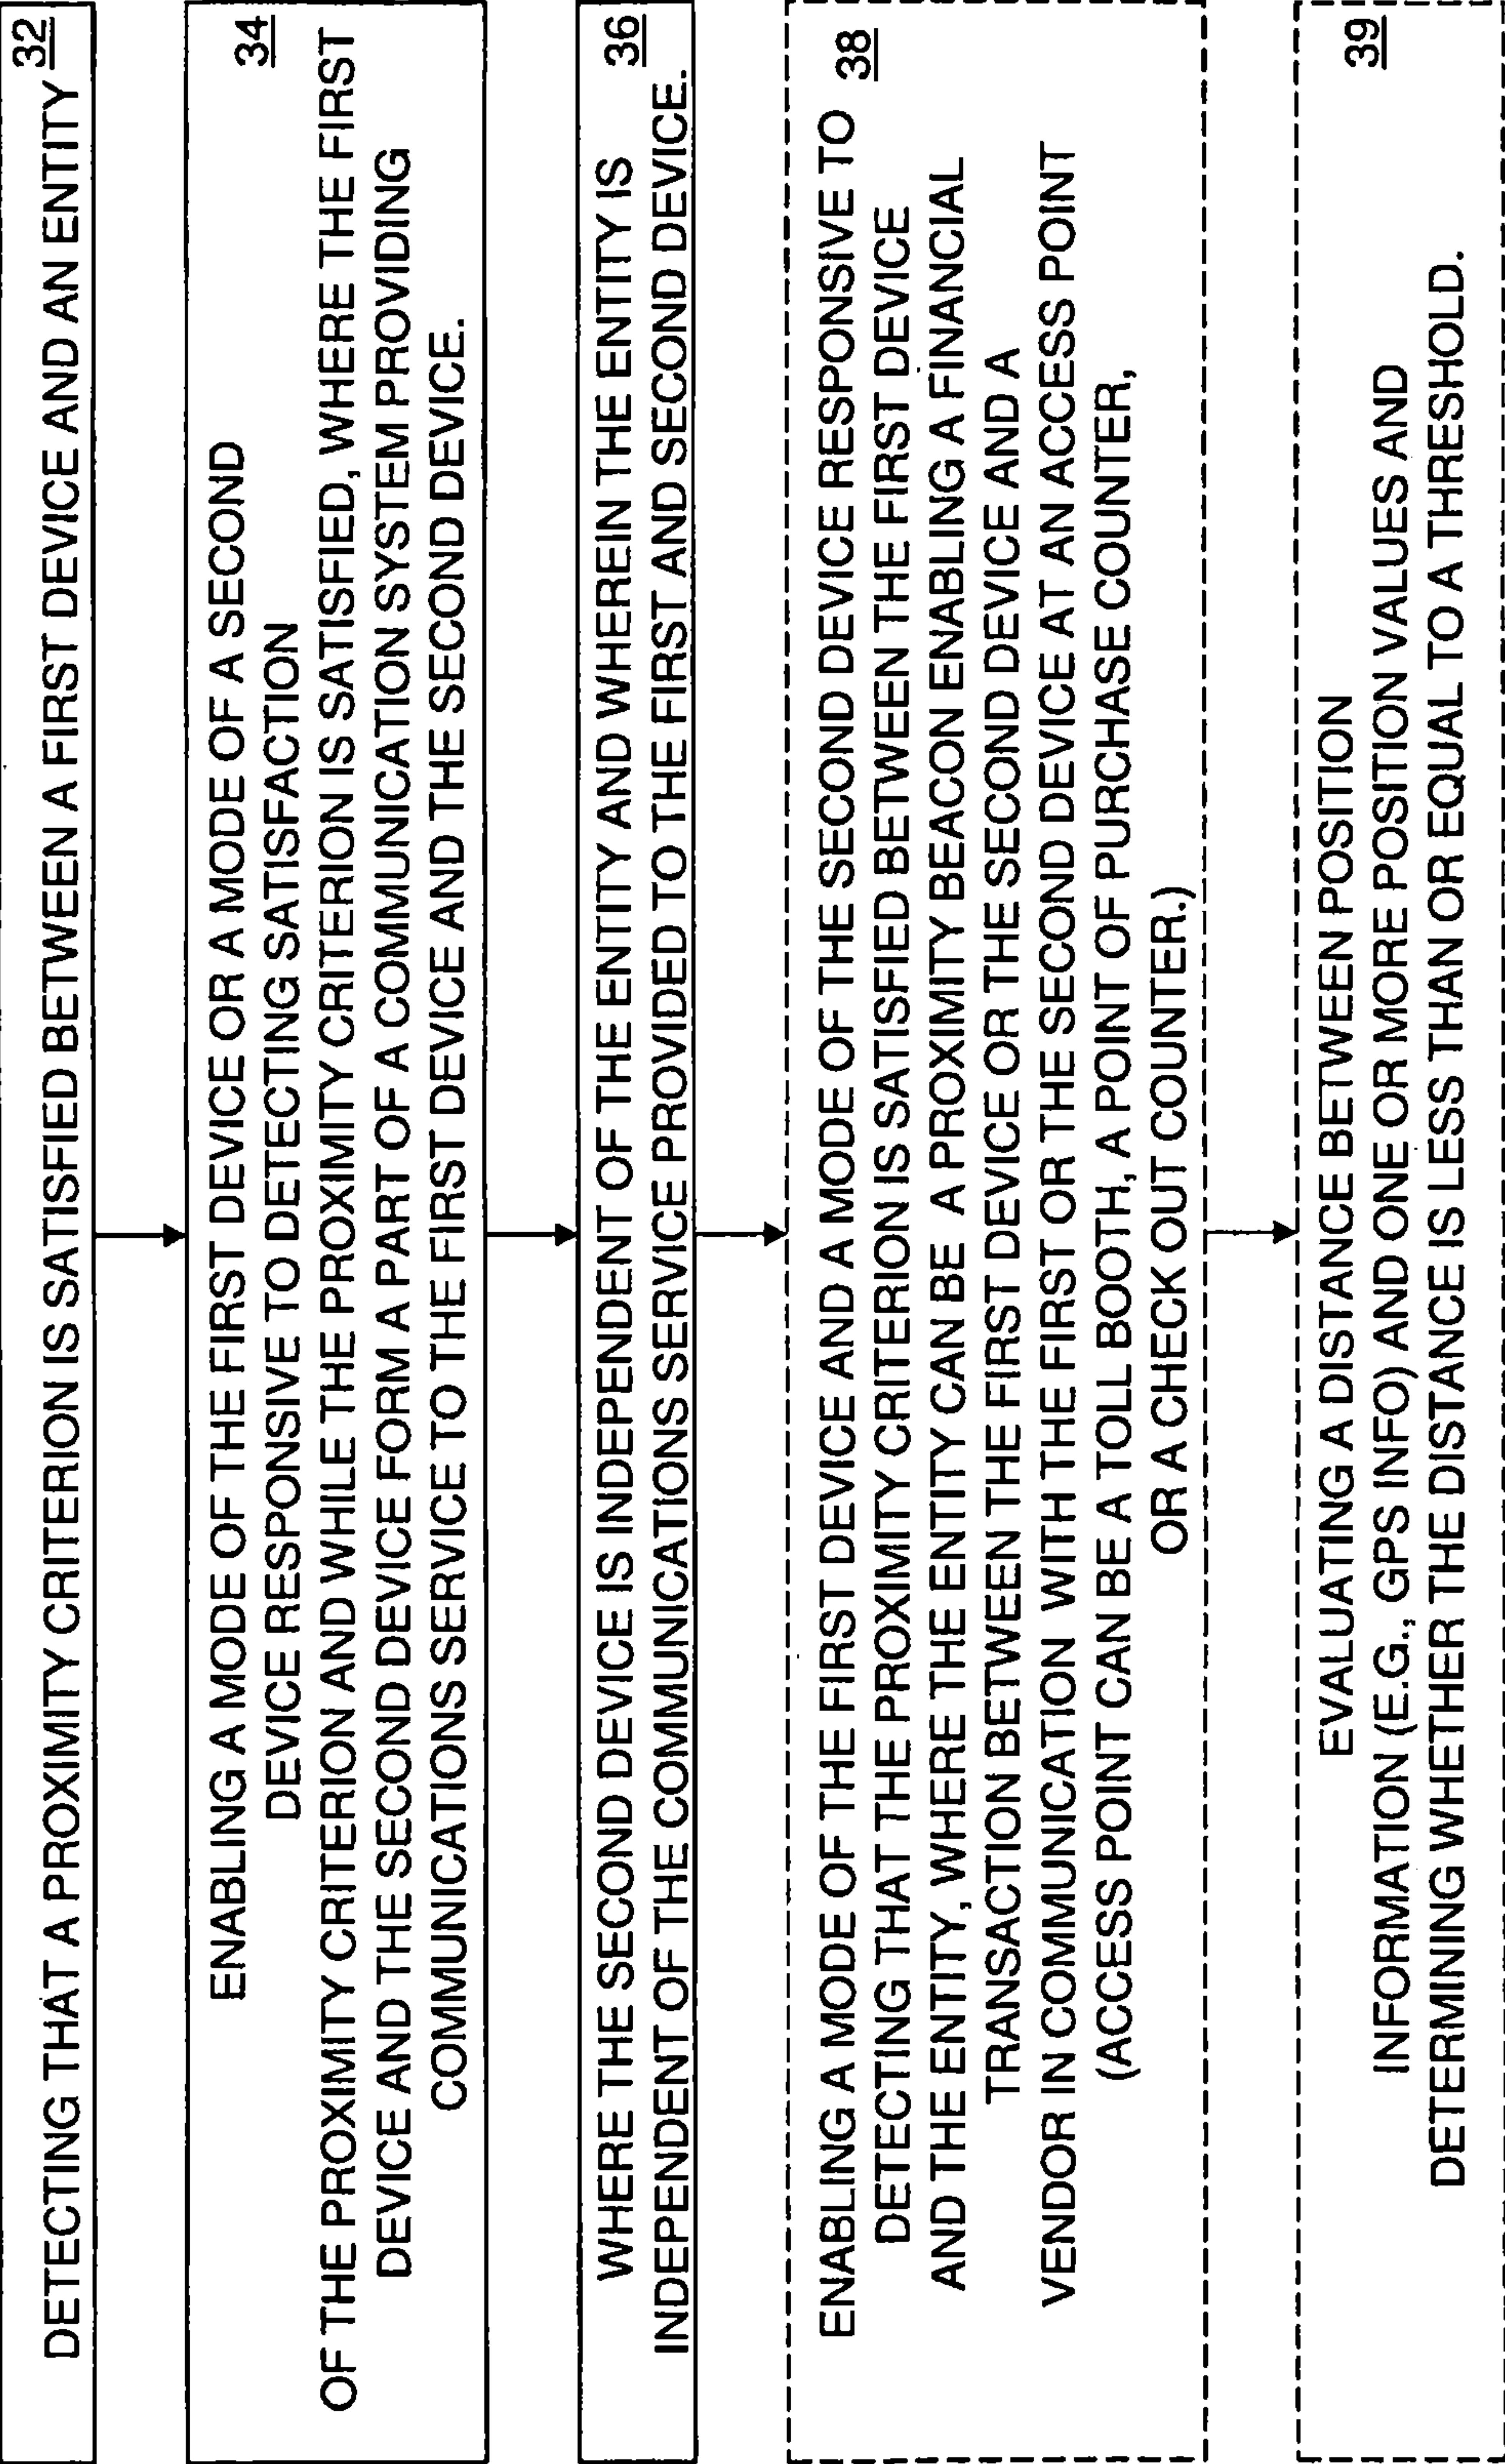 32
DETECTING THAT A PROXIMITY CRITERION IS SATISFIED BETWEEN A FIRST DEVICE AND AN ENTITY
34
ENABLING A MODE OF THE FIRST DEVICE OR A MODE OF A SECOND
DEVICE RESPONSIVE TO DETECTING SATISFACTION
OF THE PROXIMITY CRITERION AND WHILE THE PROXIMITY CRITERION IS SATISFIED, WHERE THE FIRST
DEVICE AND THE SECOND DEVICE FORM A PART OF A COMMUNICATION SYSTEM PROVIDING
COMMUNICATIONS SERVICE TO THE FIRST DEVICE AND THE SECOND DEVICE.
36
WHERE THE SECOND DEVICE IS INDEPENDENT OF THE ENTITY AND WHEREIN THE ENTITY IS
INDEPENDENT OF THE COMMUNICATIONS SERVICE PROVIDED TO THE FIRST AND SECOND DEVICE.
38
ENABLING A MODE OF THE FIRST DEVICE AND A MODE OF THE SECOND DEVICE RESPONSIVE TO
DETECTING THAT THE PROXIMITY CRITERION IS SATISFIED BETWEEN THE FIRST DEVICE
AND THE ENTITY, WHERE THE ENTITY CAN BE A PROXIMITY BEACON ENABLING A FINANCIAL
TRANSACTION BETWEEN THE FIRST DEVICE OR THE SECOND DEVICE AND A
VENDOR IN COMMUNICATION WITH THE FIRST OR THE SECOND DEVICE AT AN ACCESS POINT
(ACCESS POINT CAN BE A TOLL BOOTH, A POINT OF PURCHASE COUNTER,
OR A CHECK OUT COUNTER.)
39
EVALUATING A DISTANCE BETWEEN POSITION
INFORMATION (E.G., GPS INFO) AND ONE OR MORE POSITION VALUES AND
DETERMINING WHETHER THE DISTANCE IS LESS THAN OR EQUAL TO A THRESHOLD.